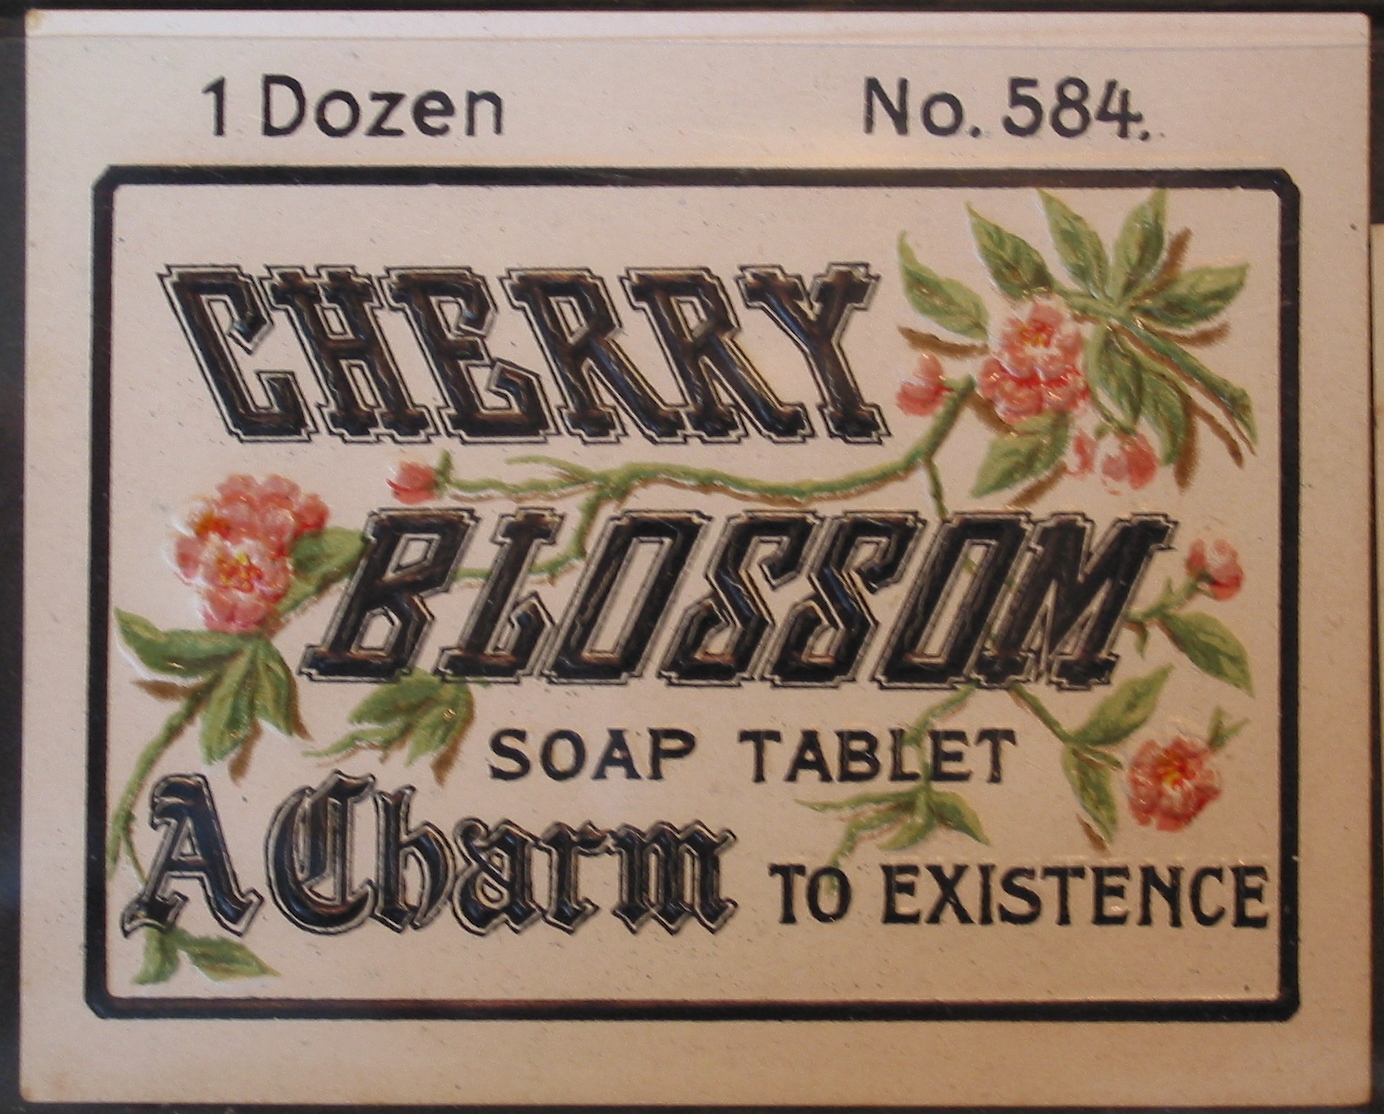 1 Dozen No. 584.
CHERRY
BLOSSOM
SOAP TABLET
A Charm TO EXISTENCE